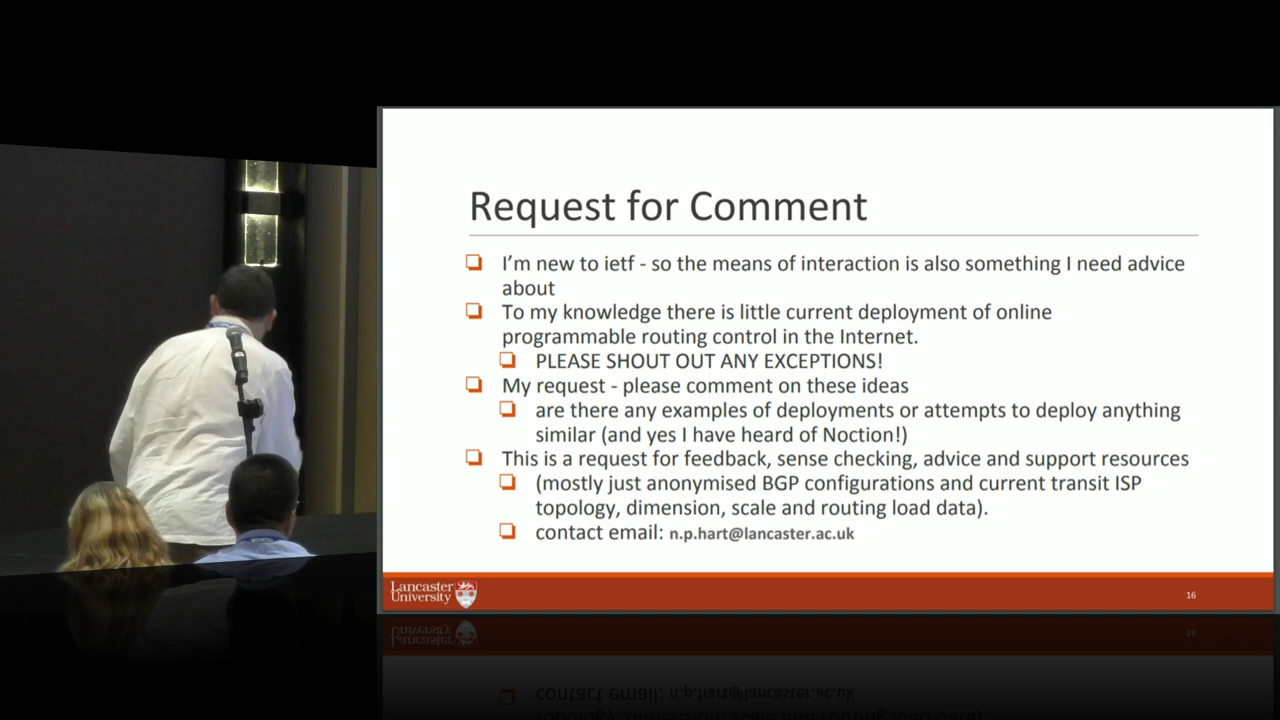 Request for Comment
I'm new to ietf - so the means of interaction is also something I need advice
about
To my knowledge there is little current deployment of online
programmable routing control in the Internet.
PLEASE SHOUT OUT ANY EXCEPTIONS!
My request - please comment on these ideas
are there any examples of deployments or attempts to deploy anything
similar (and yes I have heard of Noction!)
This is a request for feedback, sense checking, advice and support resources
(mostly just anonymised BGP configurations and current transit ISP
topology, dimension, scale and routing load data).
contact email: n.p.hart@lancaster.ac.uk
Lancaster
University
16